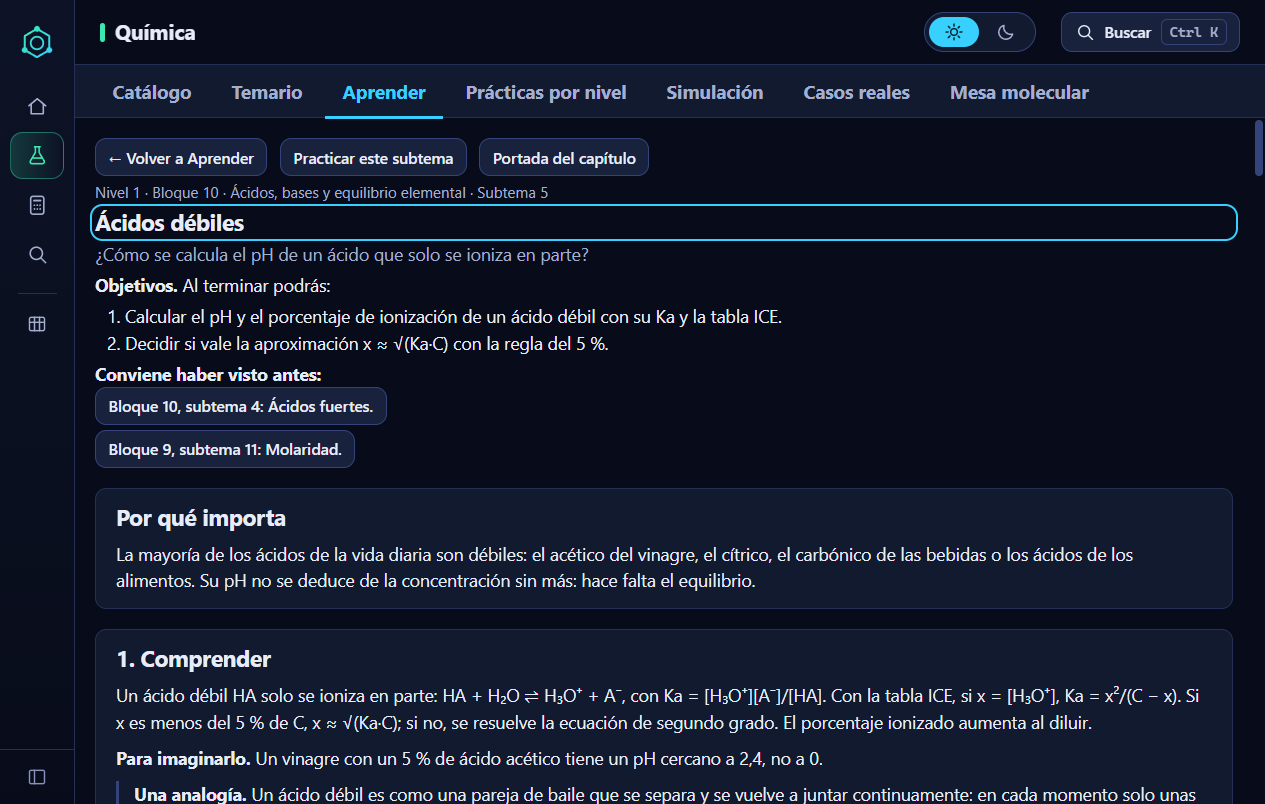 Química
Buscar Ctrl K
Catálogo Temario Aprender Prácticas por nivel Simulación Casos reales Mesa molecular
← Volver a Aprender Practicar este subtema Portada del capítulo
Nivel 1 · Bloque 10 · Ácidos, bases y equilibrio elemental · Subtema 5
Ácidos débiles
¿Cómo se calcula el pH de un ácido que solo se ioniza en parte?
Objetivos. Al terminar podrás:
1. Calcular el pH y el porcentaje de ionización de un ácido débil con su Ka y la tabla ICE.
2. Decidir si vale la aproximación x ≈ √(Ka·C) con la regla del 5 %.
Conviene haber visto antes:
Bloque 10, subtema 4: Ácidos fuertes.
Bloque 9, subtema 11: Molaridad.
Por qué importa
La mayoría de los ácidos de la vida diaria son débiles: el acético del vinagre, el cítrico, el carbónico de las bebidas o los ácidos de los
alimentos. Su pH no se deduce de la concentración sin más: hace falta el equilibrio.
1. Comprender
Un ácido débil HA solo se ioniza en parte: HA + H₂O ⇌ H₃O⁺ + A⁻, con Ka = [H₃O⁺][A⁻]/[HA]. Con la tabla ICE, si x = [H₃O⁺], Ka = x²/(C − x). Si
x es menos del 5 % de C, x ≈ √(Ka·C); si no, se resuelve la ecuación de segundo grado. El porcentaje ionizado aumenta al diluir.
Para imaginarlo. Un vinagre con un 5 % de ácido acético tiene un pH cercano a 2,4, no a 0.
Una analogía. Un ácido débil es como una pareja de baile que se separa y se vuelve a juntar continuamente: en cada momento solo unas